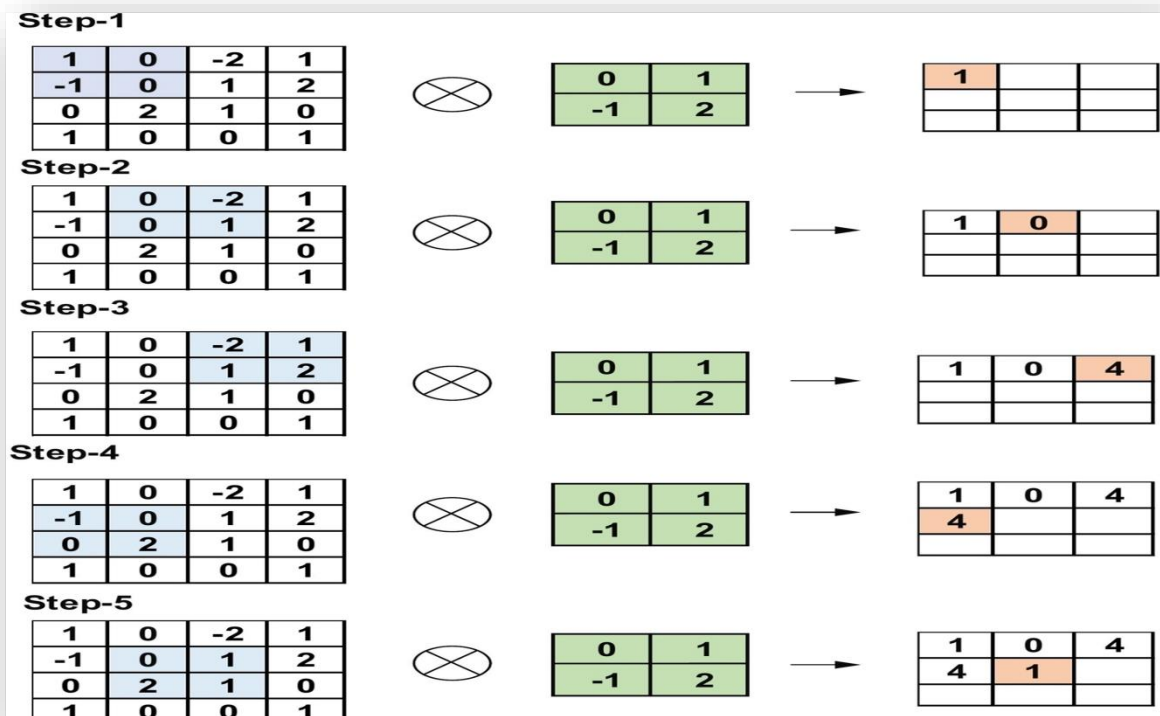 Step-1
1 0 -2 1
-1 0 1 2 0 1 1
0 2 1 0 -1 2
1 0 0 1
Step-2
1 0 -2 1
-1 0 1 2 0 1 1 0
0 2 1 0 -1 2
1 0 0 1
Step-3
1 0 -2 1
-1 0 1 2 0 1 1 0 4
0 2 1 0 -1 2
1 0 0 1
Step-4
1 0 -2 1 1 0 4
-1 0 1 2 0 1 4
0 2 1 0 -1 2
1 0 0 1
Step-5
1 0 -2 1 1 0 4
-1 0 1 2 0 1 4 1
0 2 1 0 -1 2
1 0 0 1